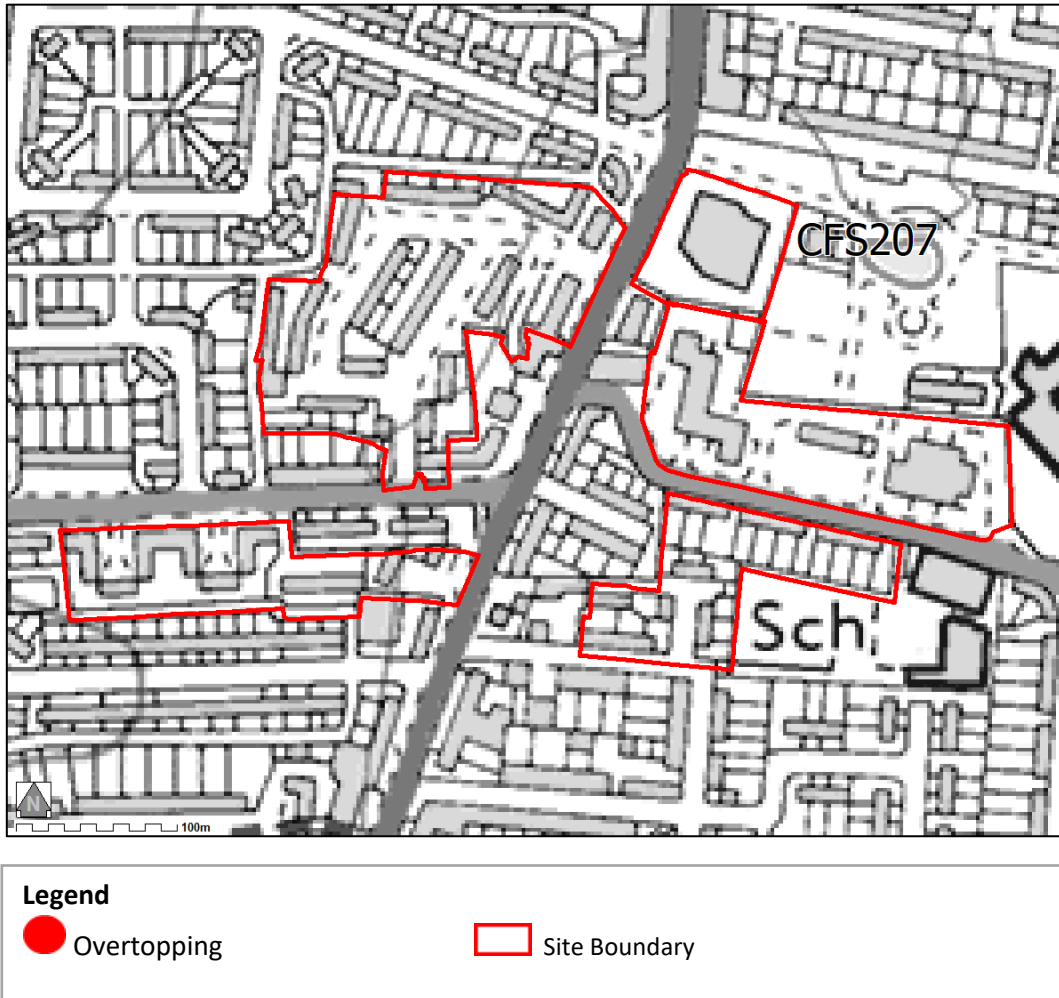 CFS207
Sch
N
100m
Legend
Overtopping
Site Boundary